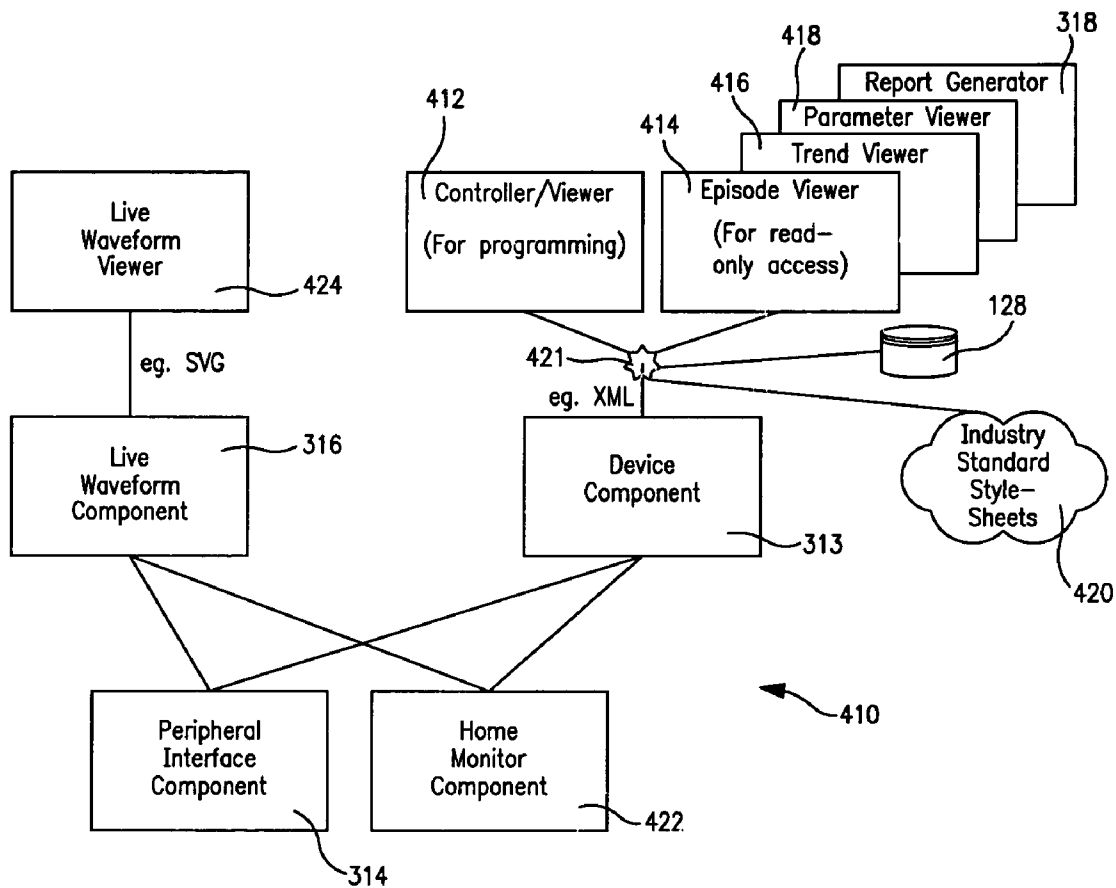 318
418
Report Generator
416
Parameter Viewer
412
414
Trend Viewer
Live
Waveform
Viewer
424
Controller/Viewer
(For programming)
Episode Viewer
(For read-
only access)
128
eg. SVG
421
eg. XML
Live
Waveform
Component
316
Device
Component
313
Industry
Standard
Style-
Sheets
420
Peripheral
Interface
Component
314
Home
Monitor
Component
422
410